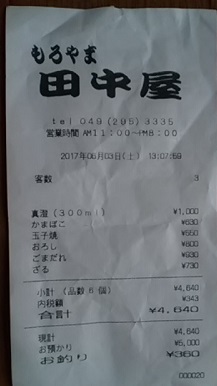 もろやま
田中屋
tel 049(295)3335
営業時間 AM11:00~PM8:00
2017年06月03日(土) 13:07:59
客数 3
真澄(300ml) ¥1,000
かまぼこ ¥630
玉子焼 ¥550
おろし ¥800
ごまだれ ¥930
ざる ¥730
小計 (品数 6個) ¥4,640
内税額 ¥343
合計 ¥4,640
現計 ¥4,640
お預かり ¥5,000
お釣り ¥360
000020